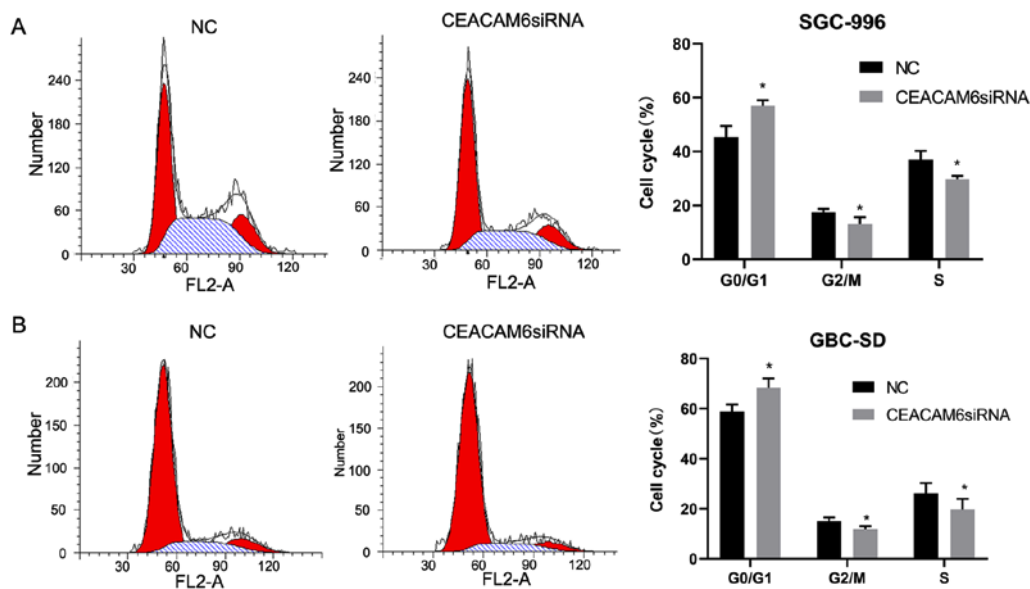 A
NC
CEACAM6siRNA
SGC-996
Number
240
180
120
60
0
30
60
90
120
FL2-A
Number
240
180
120
60
0
30
60
90
120
FL2-A
Cell cycle (%)
80
60
40
20
0
NC
CEACAM6siRNA
*
*
*
G0/G1
G2/M
S
B
NC
CEACAM6siRNA
GBC-SD
Number
200
150
100
50
0
30
60
90
120
FL2-A
Number
200
150
100
50
0
30
60
90
120
FL2-A
Cell cycle (%)
80
60
40
20
0
NC
CEACAM6siRNA
*
*
*
G0/G1
G2/M
S